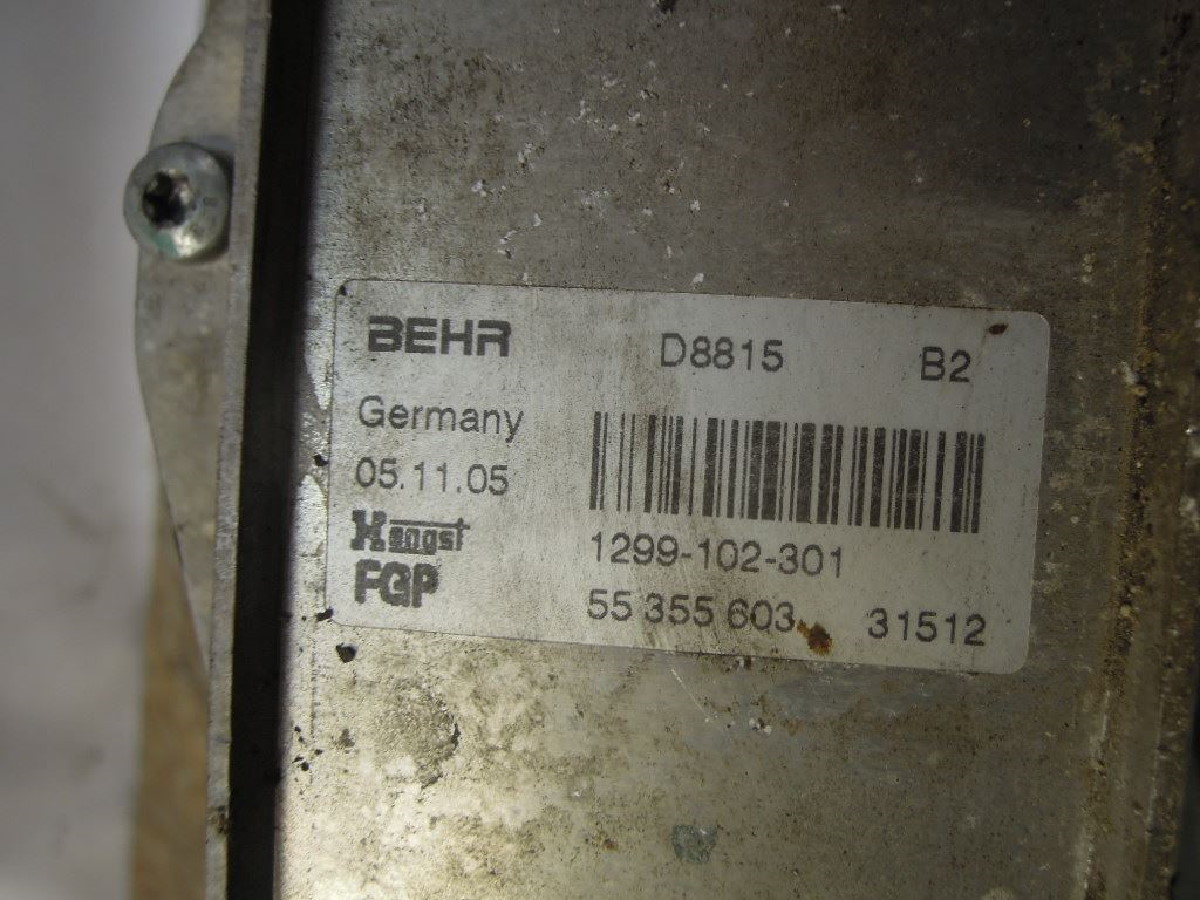 BEHR D8815 B2
Germany
05.11.05
Hengst
FGP
1299-102-301
55 355 603 31512